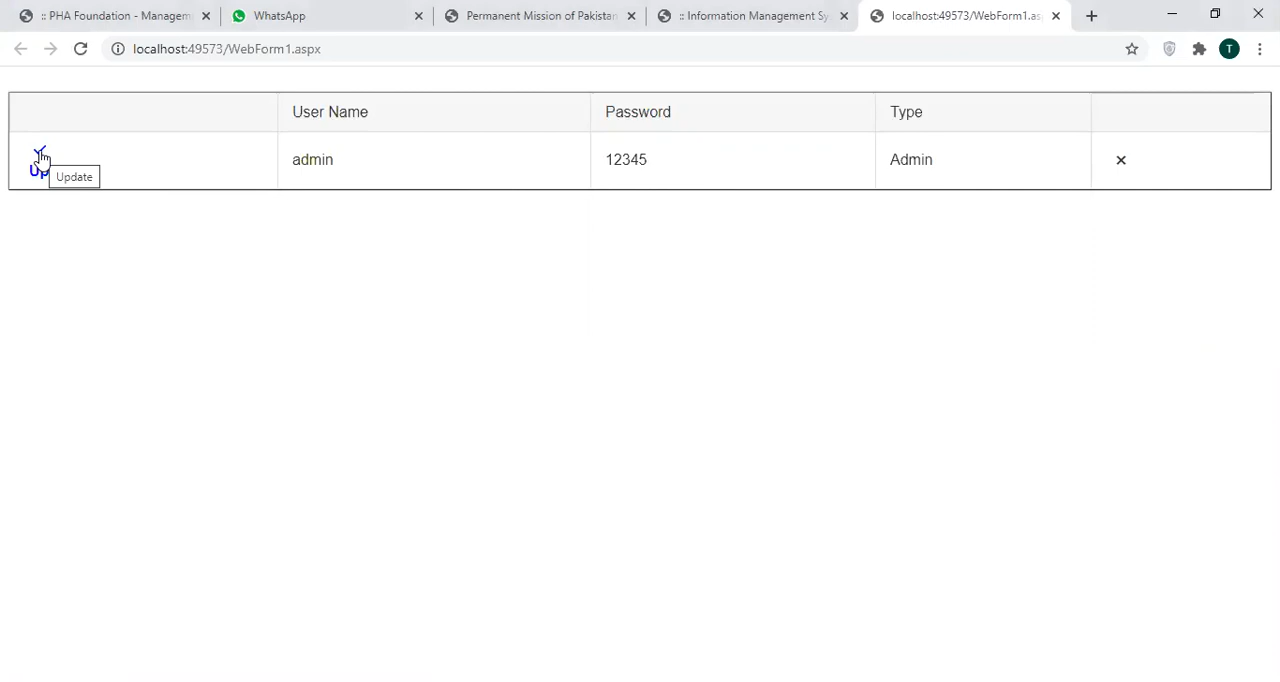 :: PHA Foundation - Managem
WhatsApp
Permanent Mission of Pakistan
:: Information Management Sy
localhost:49573/WebForm1.as
localhost:49573/WebForm1.aspx
T
User Name
Password
Type
admin
12345
Admin
Up
Update